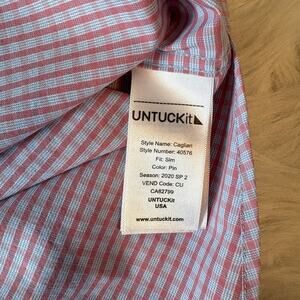 UNTUCKit
Style Name: Cagliari
Style Number: 40576
Fit: Slim
Color: Pin
Season: 2020 SP 2
VEND Code: CU
CA62799
UNTUCKit
USA
www.untuckit.com